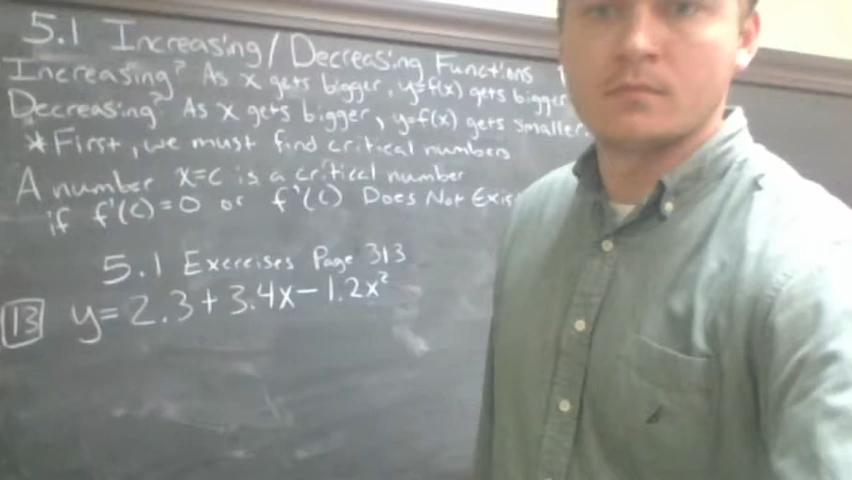 5.1 Increasing/Decreasing Functions
Increasing? As x gets bigger, y=f(x) gets bigger
Decreasing? As x gets bigger, y=f(x) gets smaller.
*First, we must find critical numbers
A number x=c is a critical number
if f'(c)=0 or f'(c) Does Not Exis
5.1 Exercises Page 313
13 y=2.3+3.4x-1.2x²